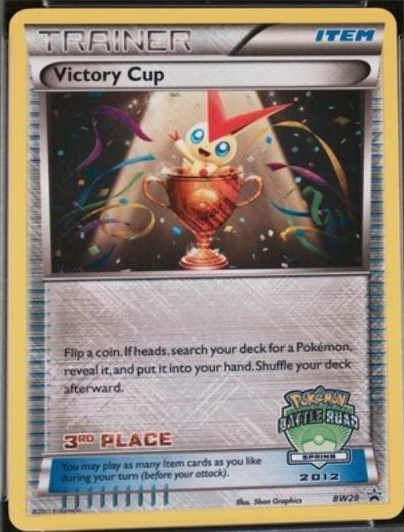 TRAINER
ITEM
Victory Cup
Flip a coin. If heads, search your deck for a Pokémon,
reveal it, and put it into your hand. Shuffle your deck
afterward.
POKéMON
BATTLE ROAD
SPRING
2012
3RD PLACE
You may play as many Item cards as you like
during your turn (before your attack).
Illus. 5ban Graphics
BW29